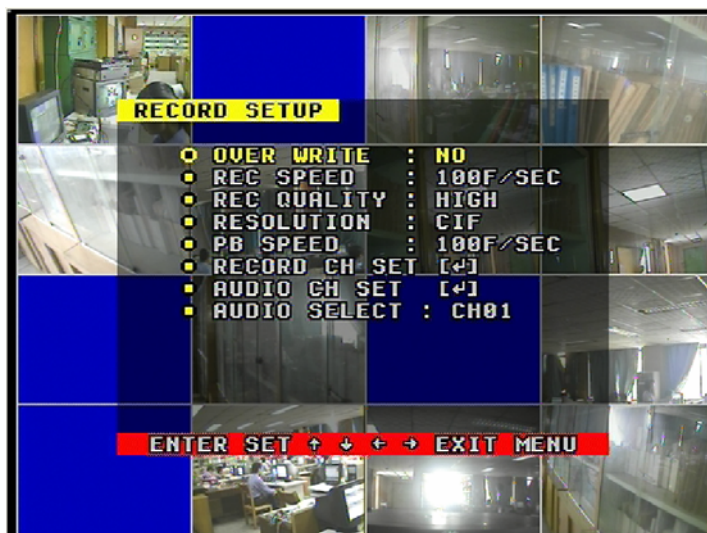 RECORD SETUP
OVER WRITE : NO
REC SPEED : 100F/SEC
REC QUALITY : HIGH
RESOLUTION : CIF
PB SPEED : 100F/SEC
RECORD CH SET [↲]
AUDIO CH SET [↲]
AUDIO SELECT : CH01
ENTER SET ↑ ↓ ← → EXIT MENU